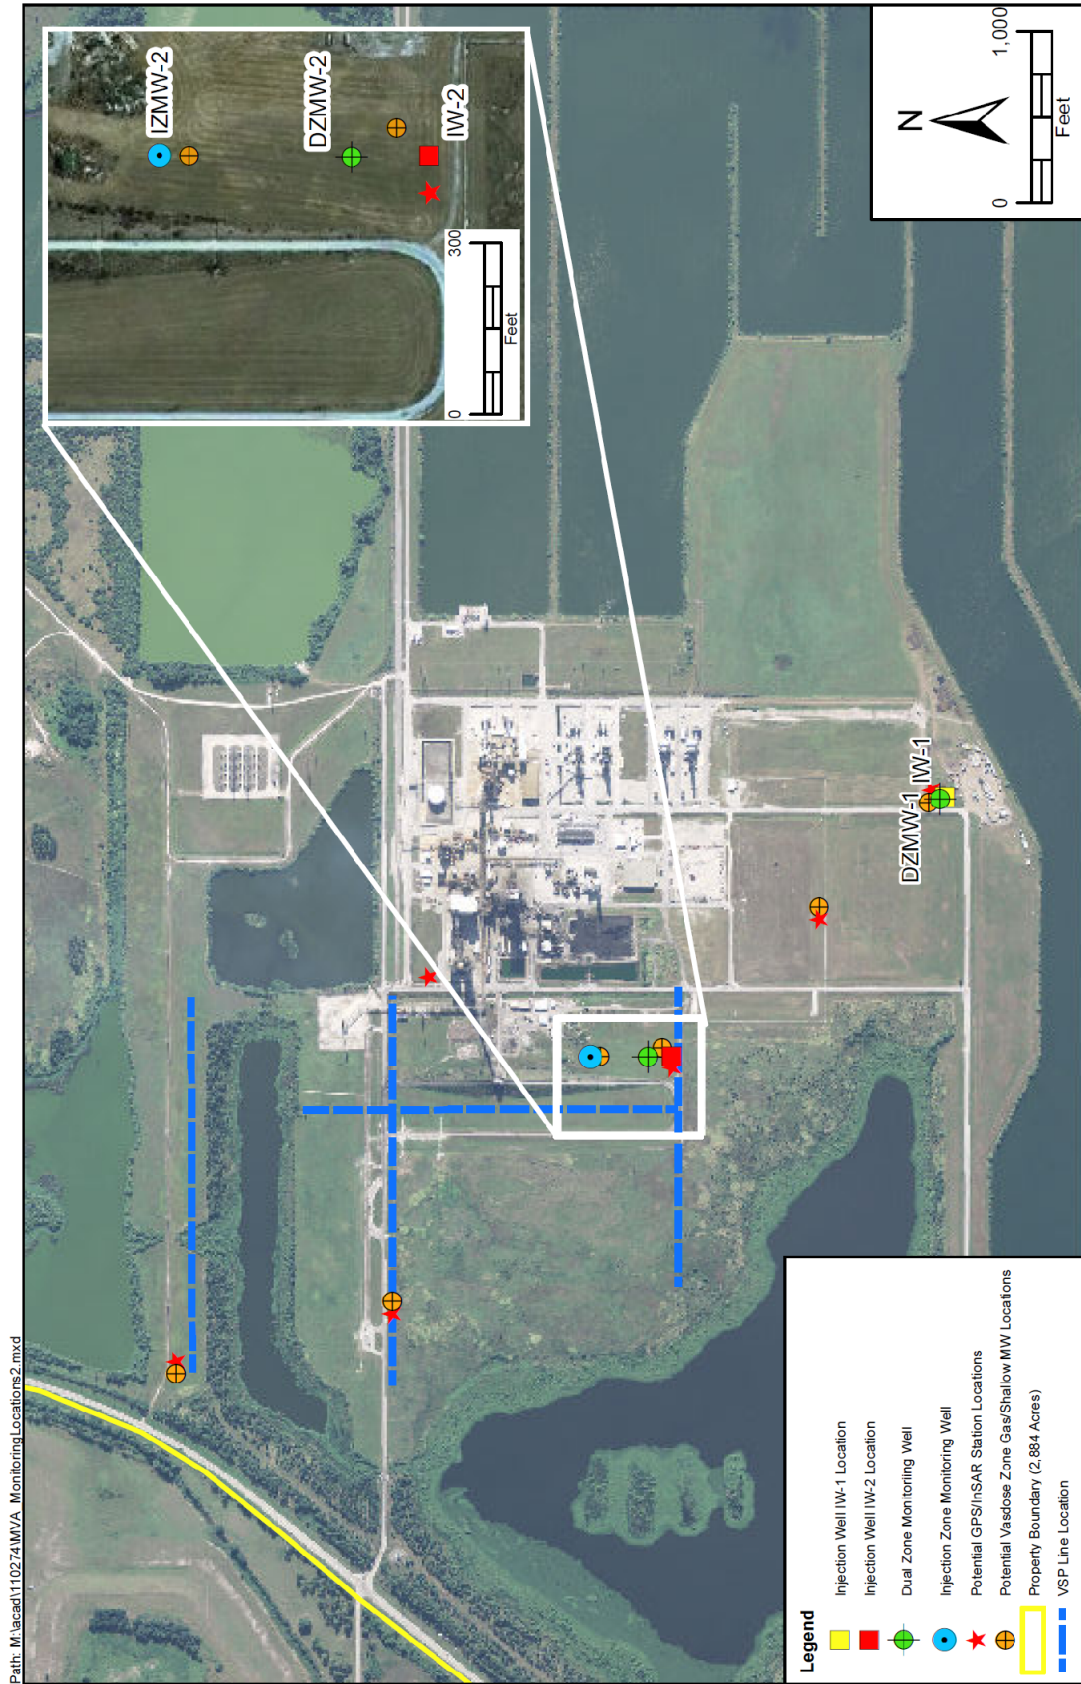 Path: M:\acad\110274\MVA_MonitoringLocations2.mxd
IZMW-2
DZMW-2
IW-2
0
300
Feet
N
0
1,000
Feet
DZMW-1
IW-1
Legend
Injection Well IW-1 Location
Injection Well IW-2 Location
Dual Zone Monitoriing Well
Injection Zone Monitoring Well
Potential GPS/InSAR Station Locations
Potential Vasdose Zone Gas/Shallow MW Locations
Property Boundary (2,884 Acres)
VSP Line Location